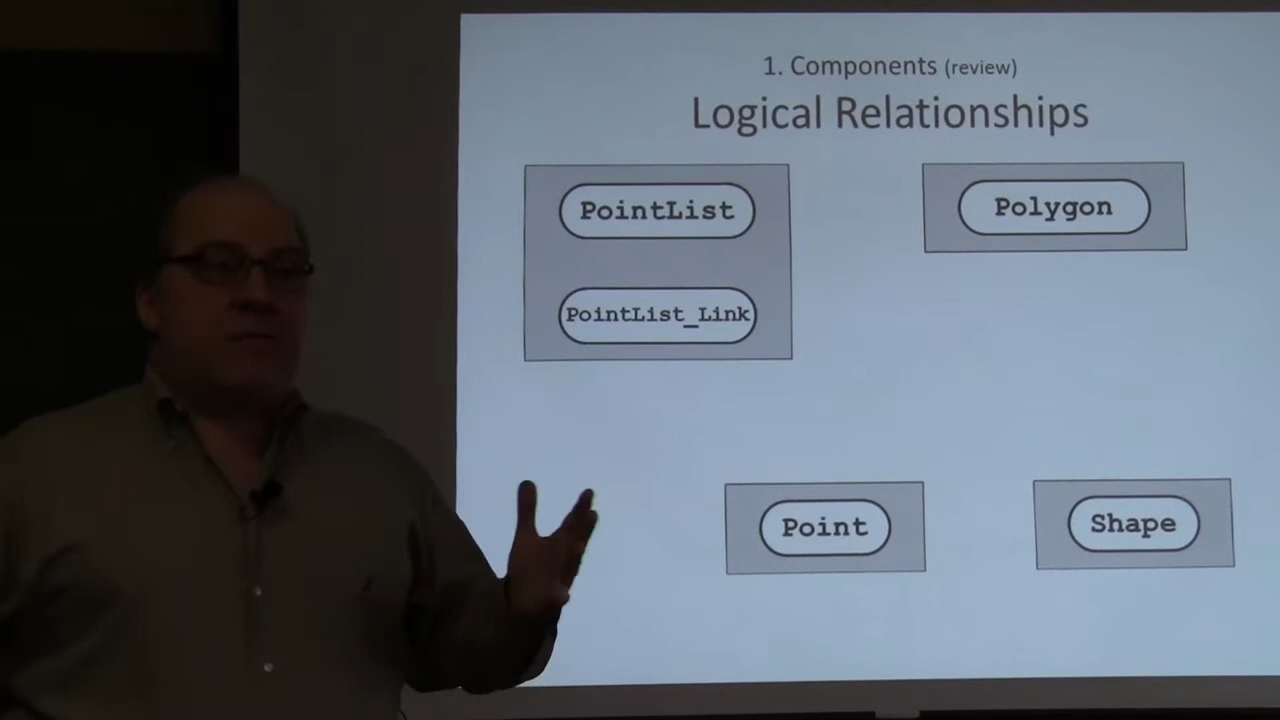 1. Components (review)
Logical Relationships
PointList
Polygon
PointList_Link
Point
Shape